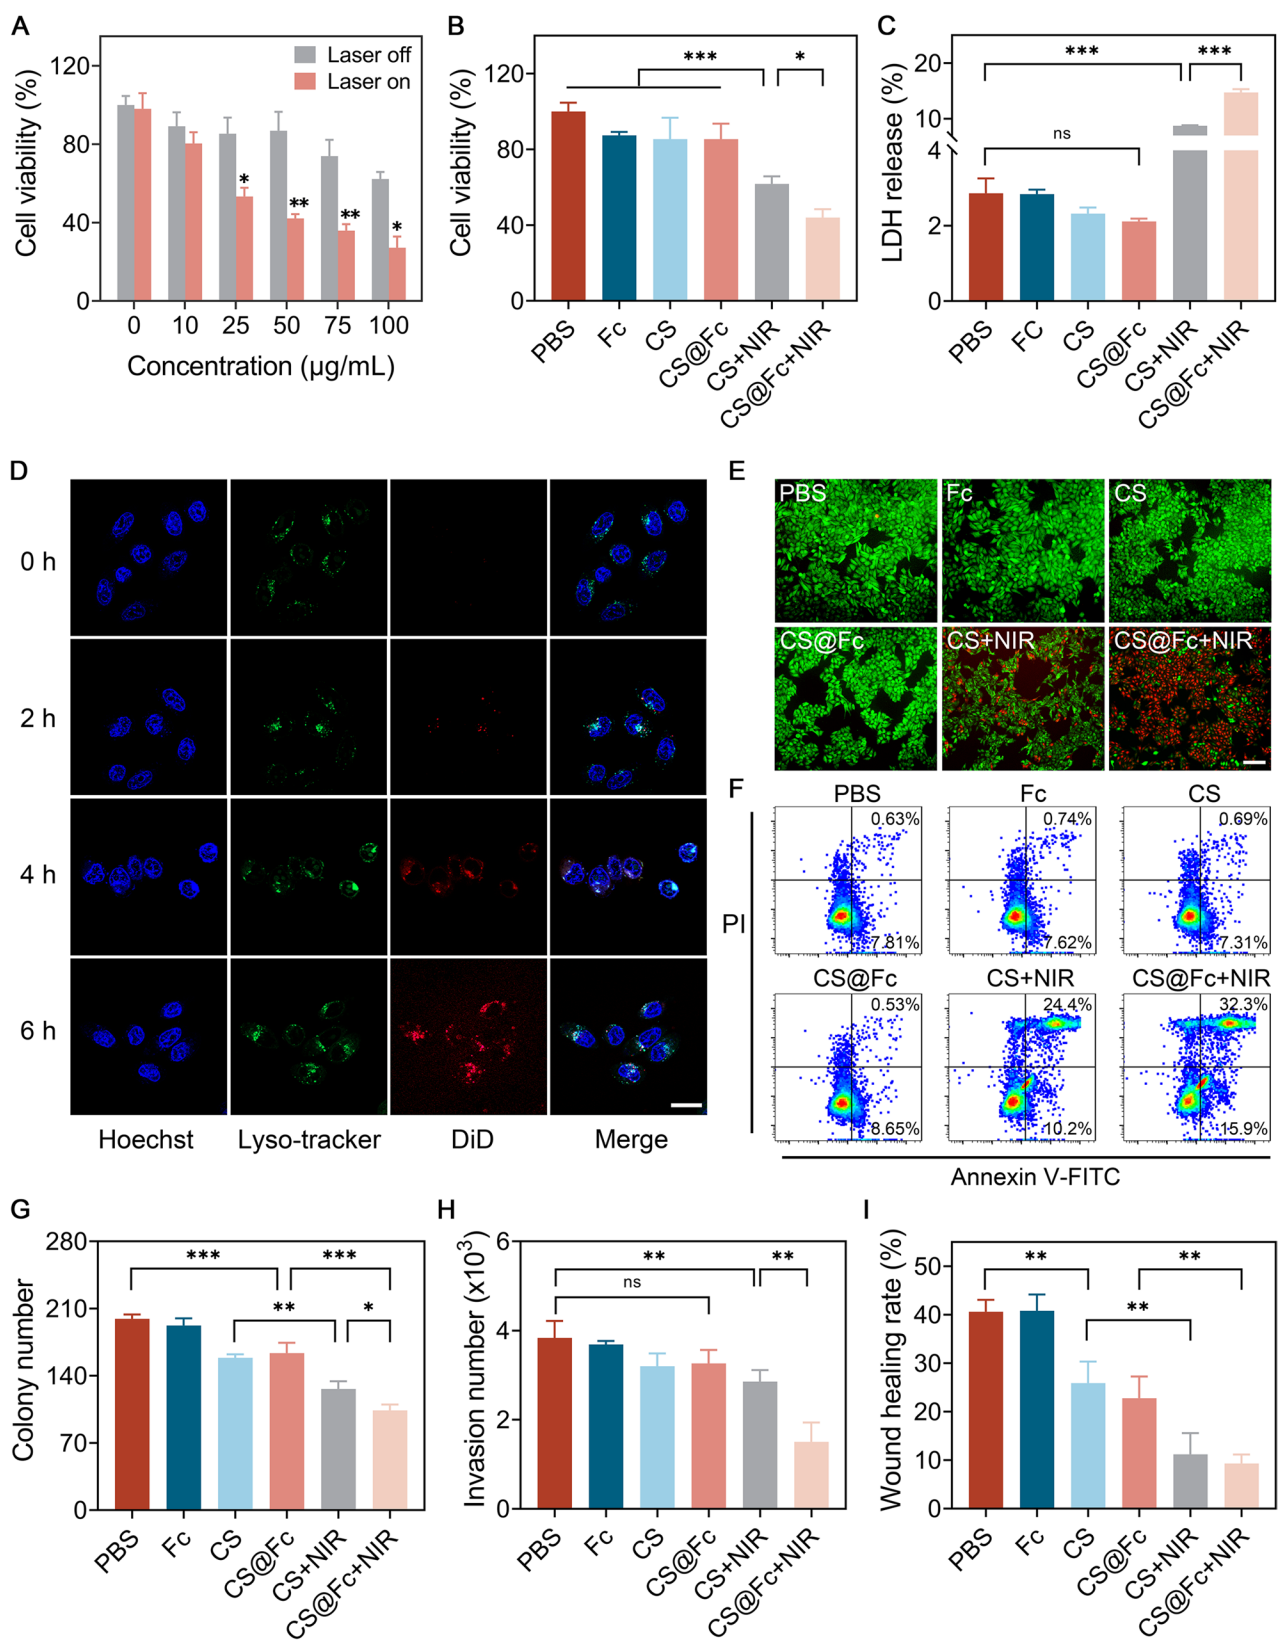 A
Cell viability (%)
120
80
40
0
Laser off
Laser on
*
**
**
*
0 10 25 50 75 100
Concentration (µg/mL)
B
Cell viability (%)
120
80
40
0
***
*
PBS
Fc
CS
CS@Fc
CS+NIR
CS@Fc+NIR
C
LDH release (%)
20
10
4
2
0
***
***
ns
PBS
FC
CS
CS@Fc
CS+NIR
CS@Fc+NIR
D
0 h
2 h
4 h
6 h
Hoechst
Lyso-tracker
DiD
Merge
E
PBS
Fc
CS
CS@Fc
CS+NIR
CS@Fc+NIR
F
PBS
Fc
CS
0.63%
0.74%
0.69%
7.81%
7.62%
7.31%
PI
CS@Fc
CS+NIR
CS@Fc+NIR
0.53%
24.4%
32.3%
8.65%
10.2%
15.9%
Annexin V-FITC
G
Colony number
280
210
140
70
0
***
***
**
*
PBS
Fc
CS
CS@Fc
CS+NIR
CS@Fc+NIR
H
Invasion number (x10³)
6
4
2
0
**
**
ns
PBS
Fc
CS
CS@Fc
CS+NIR
CS@Fc+NIR
I
Wound healing rate (%)
50
40
30
20
10
0
**
**
**
PBS
Fc
CS
CS@Fc
CS+NIR
CS@Fc+NIR